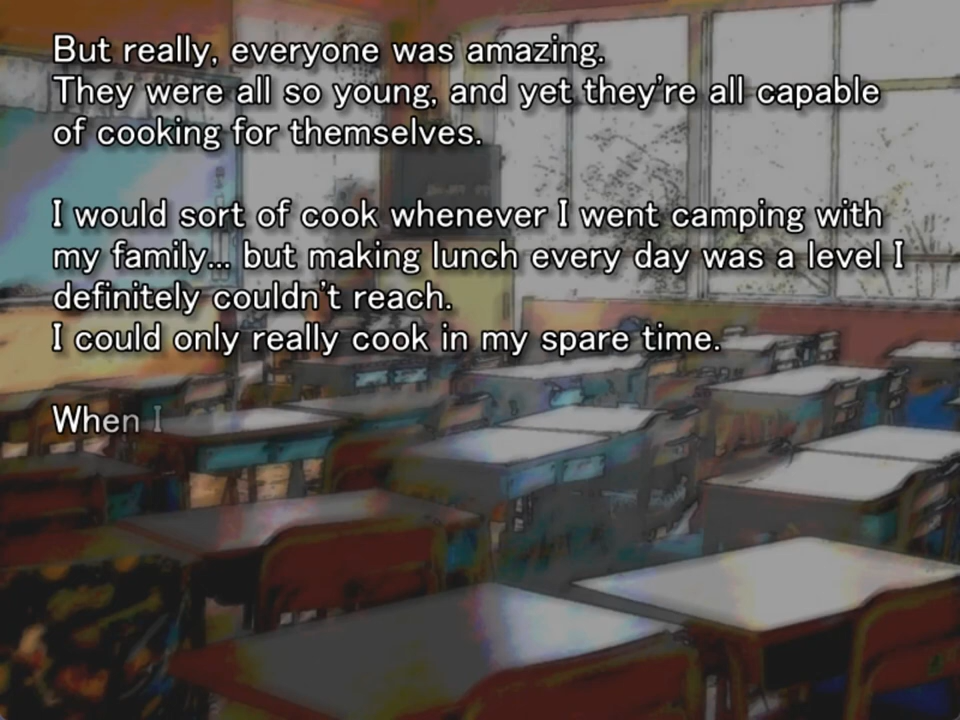 But really, everyone was amazing.
They were all so young, and yet they're all capable
of cooking for themselves.
I would sort of cook whenever I went camping with
my family... but making lunch every day was a level I
definitely couldn't reach.
I could only really cook in my spare time.
When I